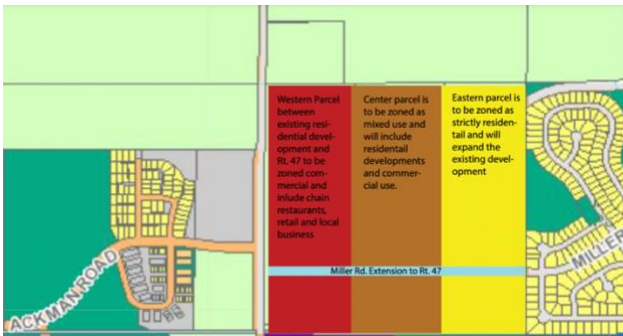 Western Parcel
between
existing resi-
dential devel-
opment and
Rt. 47 to be
zoned com-
mercial and
inlude chain
restaurants,
retail and local
business
Center parcel is
to be zoned as
mixed use and
will include
residentail
developments
and commer-
cial use.
Eastern parcel is
to be zoned as
strictly residen-
tail and will
expand the
existing devel-
opment
Miller Rd. Extension to Rt. 47
ACKMAN ROAD
MILLER